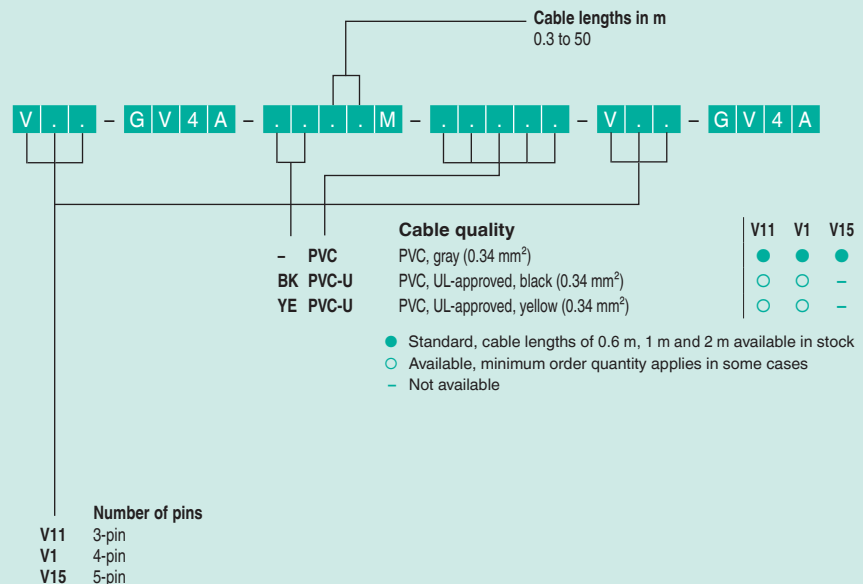 Cable lengths in m
0.3 to 50
V . . – G V 4 A – . . . . M – . . . . . – V . . – G V 4 A
Cable quality V11 V1 V15
– PVC PVC, gray (0.34 mm²) ● ● ●
BK PVC-U PVC, UL-approved, black (0.34 mm²) ○ ○ –
YE PVC-U PVC, UL-approved, yellow (0.34 mm²) ○ ○ –
● Standard, cable lengths of 0.6 m, 1 m and 2 m available in stock
○ Available, minimum order quantity applies in some cases
– Not available
Number of pins
V11 3-pin
V1 4-pin
V15 5-pin